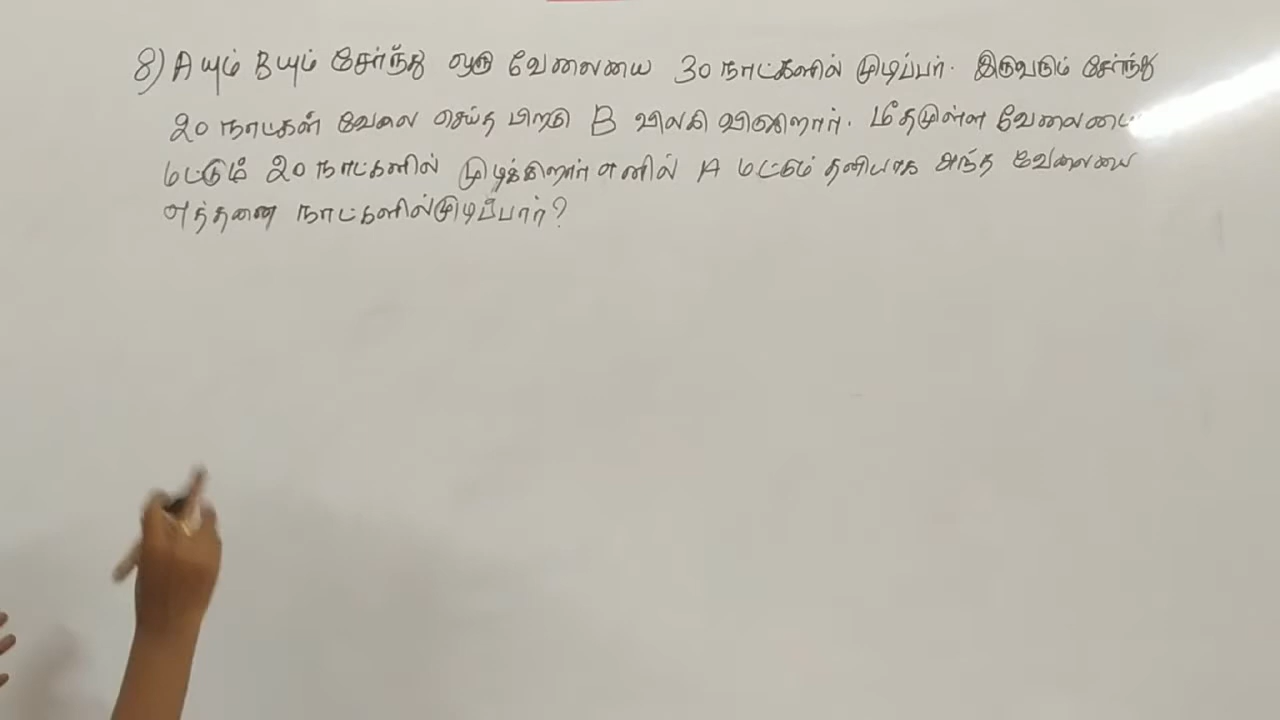 8) A யும் B யும் சேர்ந்து ஒரு வேலையை 30 நாட்களில் முடிப்பர். இருவரும் சேர்ந்து
20 நாட்கள் வேலை செய்த பிறகு B விலகி விடுகிறார். மீதமுள்ள வேலையை
மட்டும் 20 நாட்களில் முடிக்கிறார் எனில் A மட்டும் தனியாக அந்த வேலையை
எத்தனை நாட்களில் முடிப்பார்?